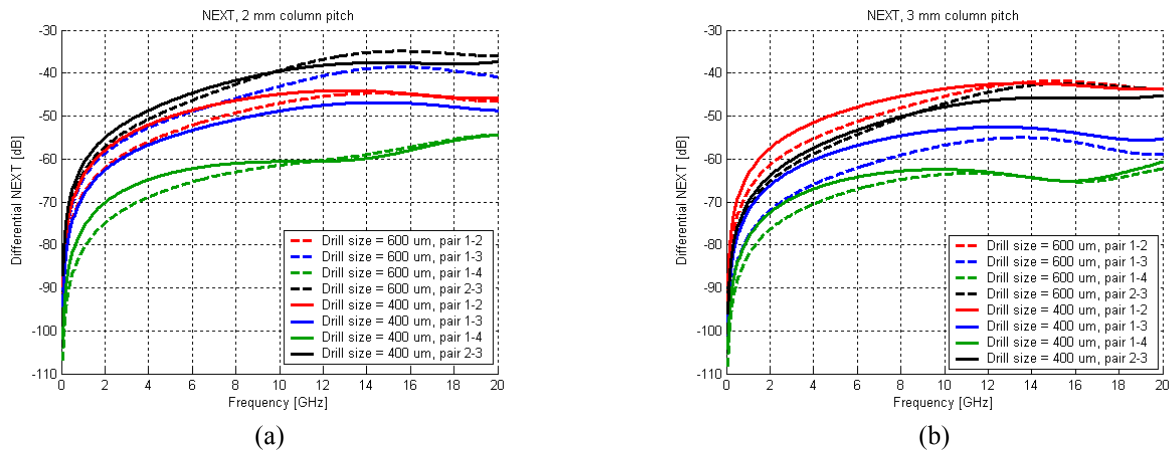 NEXT, 2 mm column pitch
-30
-40
-50
-60
-70
-80
-90
-100
-110
Differential NEXT [dB]
Drill size = 600 um, pair 1-2
Drill size = 600 um, pair 1-3
Drill size = 600 um, pair 1-4
Drill size = 600 um, pair 2-3
Drill size = 400 um, pair 1-2
Drill size = 400 um, pair 1-3
Drill size = 400 um, pair 1-4
Drill size = 400 um, pair 2-3
0 2 4 6 8 10 12 14 16 18 20
Frequency [GHz]
(a)
NEXT, 3 mm column pitch
-30
-40
-50
-60
-70
-80
-90
-100
-110
Differential NEXT [dB]
Drill size = 600 um, pair 1-2
Drill size = 600 um, pair 1-3
Drill size = 600 um, pair 1-4
Drill size = 600 um, pair 2-3
Drill size = 400 um, pair 1-2
Drill size = 400 um, pair 1-3
Drill size = 400 um, pair 1-4
Drill size = 400 um, pair 2-3
0 2 4 6 8 10 12 14 16 18 20
Frequency [GHz]
(b)